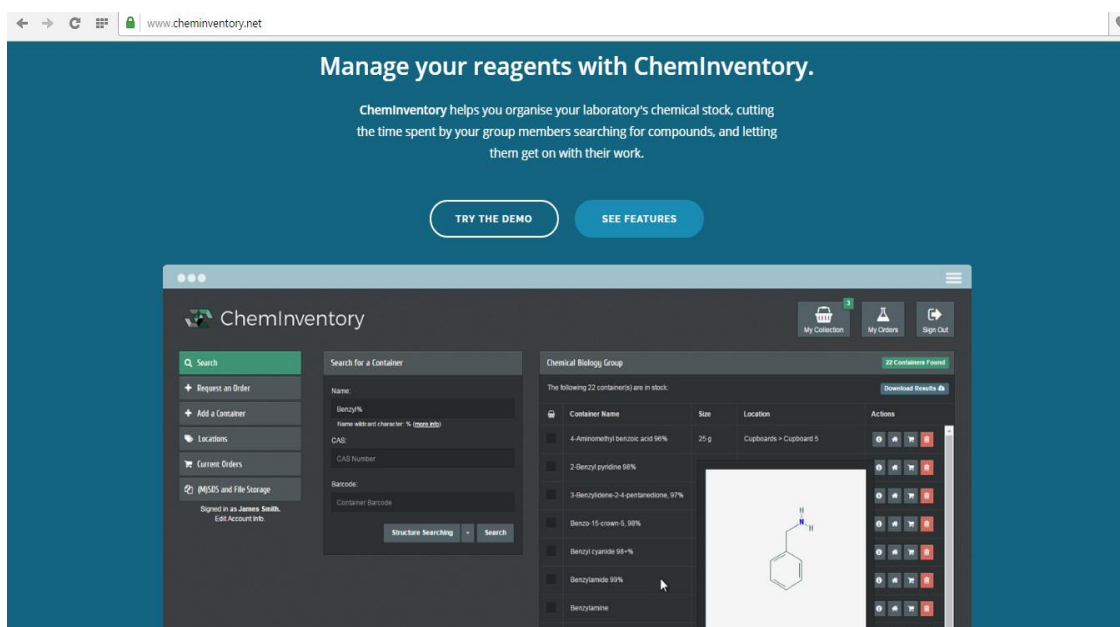 www.cheminventory.net
Manage your reagents with ChemInventory.
ChemInventory helps you organise your laboratory's chemical stock, cutting
the time spent by your group members searching for compounds, and letting
them get on with their work.
TRY THE DEMO
SEE FEATURES
ChemInventory
3
My Collection
My Orders
Sign Out
Search
Request an Order
Add a Container
Locations
Current Orders
(M)SDS and File Storage
Signed in as James Smith.
Edit Account Info.
Search for a Container
Name:
Benzyl%
Name wildcard character: % (more info)
CAS:
CAS Number
Barcode:
Container Barcode
Structure Searching
Search
Chemical Biology Group
22 Containers Found
The following 22 container(s) are in stock:
Download Results
Container Name Size Location Actions
4-Aminomethyl benzoic acid 96% 25 g Cupboards > Cupboard 5
2-Benzyl pyridine 98%
3-Benzylidene-2-4-pentanedione, 97%
Benzo-15-crown-5, 98%
Benzyl cyanide 98+%
Benzylamide 99%
Benzylamine
H
N
H